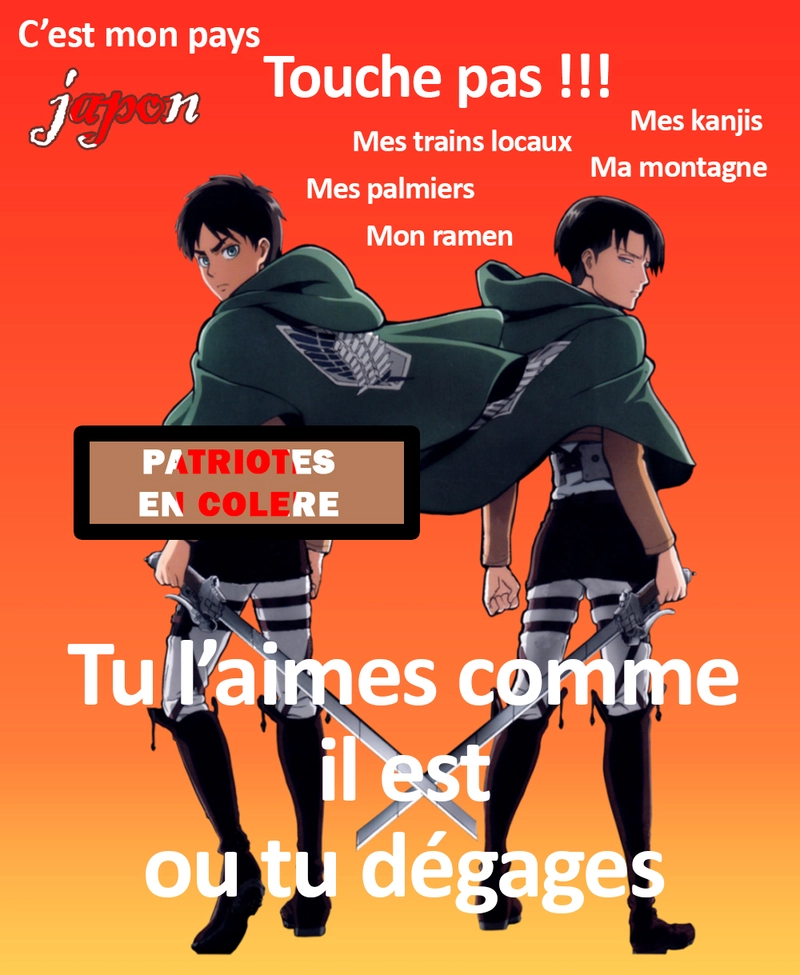 C’est mon pays
japon
Touche pas !!!
Mes kanjis
Mes trains locaux
Ma montagne
Mes palmiers
Mon ramen
PATRIOTES
EN COLERE
Tu l’aimes comme
il est
ou tu dégages